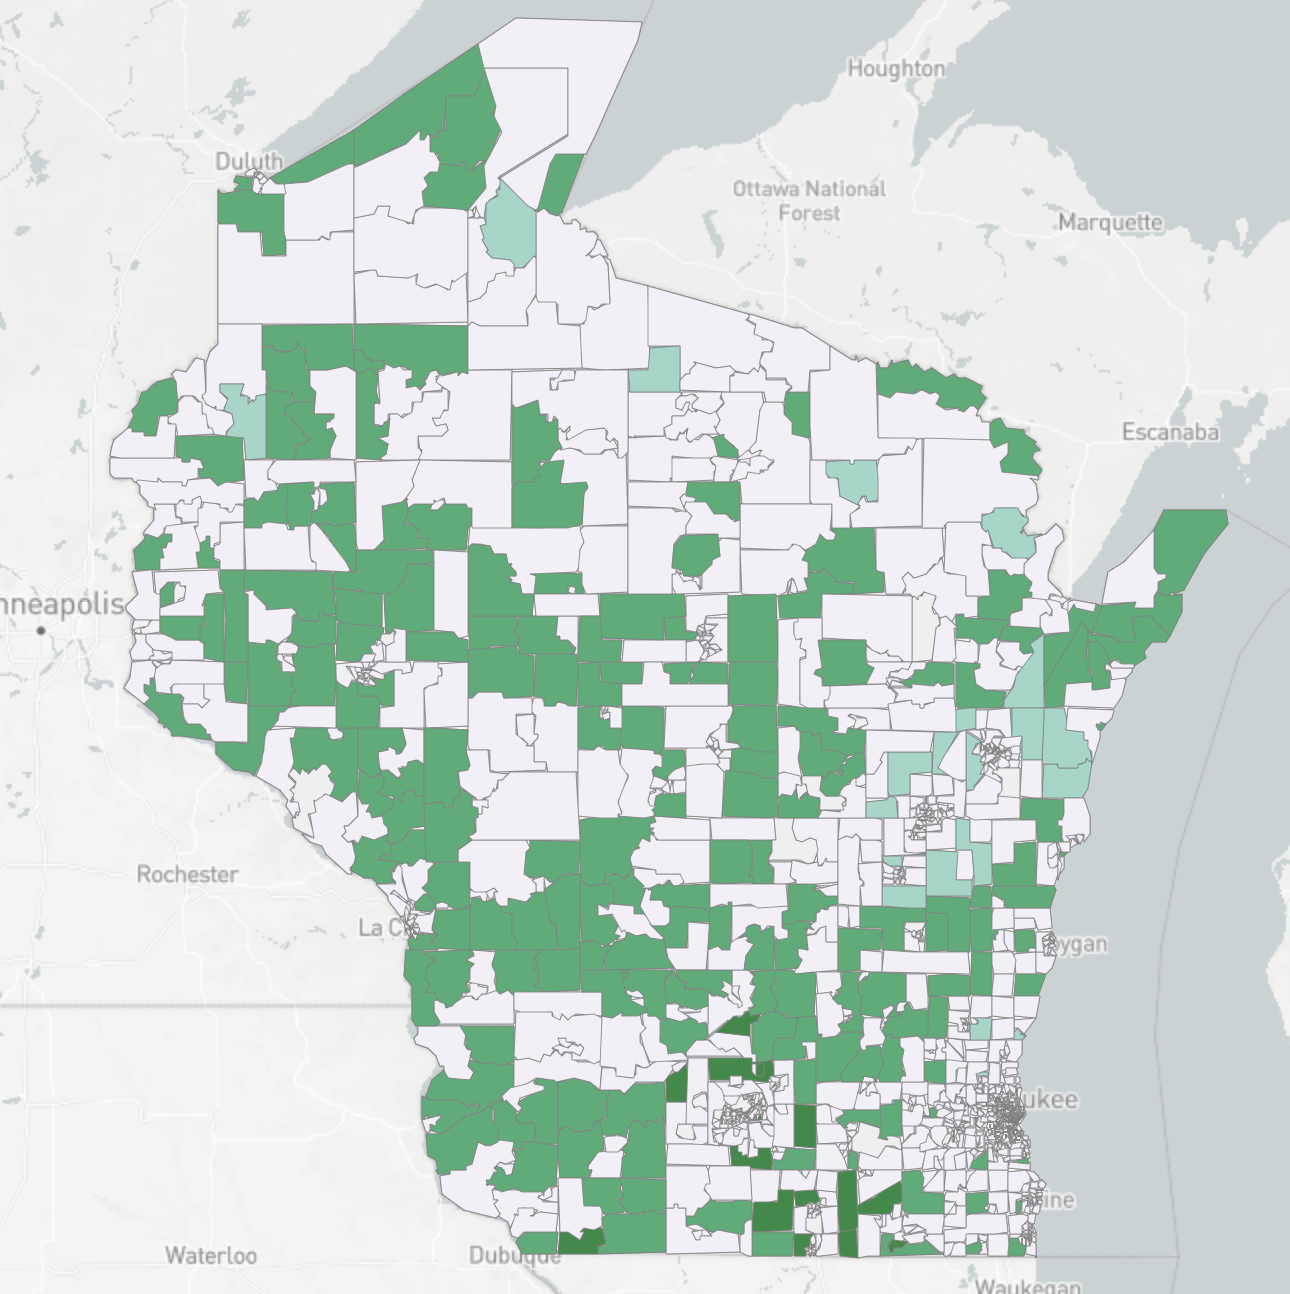 Houghton
Duluth
Ottawa National
Forest
Marquette
Escanaba
nneapolis
Rochester
La C
ygan
ukee
ine
Waterloo
Dubuque
Waukegan